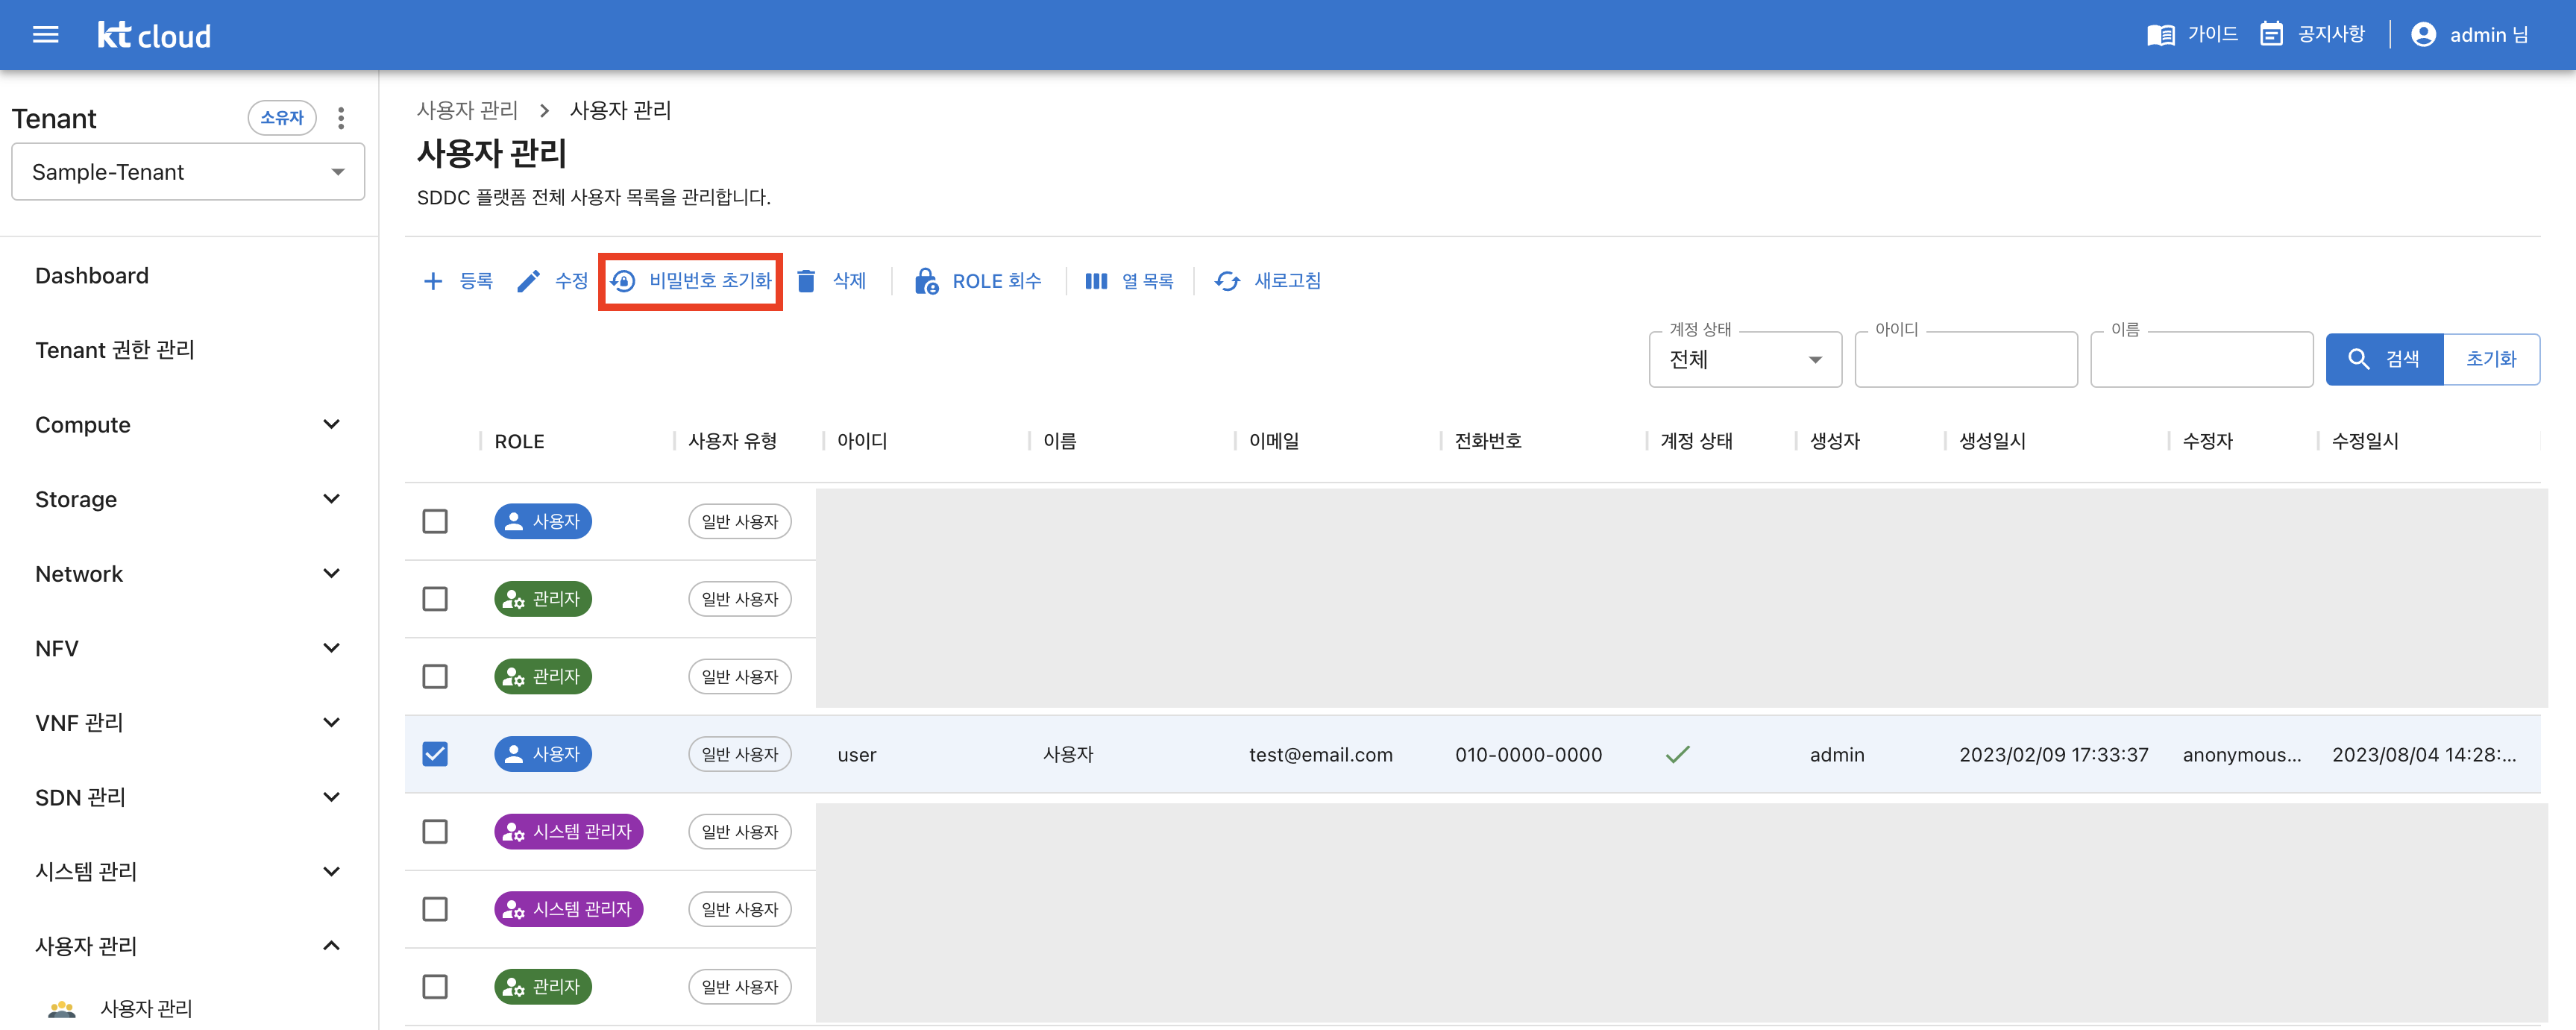 kt cloud
가이드
공지사항
admin 님
Tenant
소유자
Sample-Tenant
Dashboard
Tenant 권한 관리
Compute
Storage
Network
NFV
VNF 관리
SDN 관리
시스템 관리
사용자 관리
사용자 관리
사용자 관리 > 사용자 관리
사용자 관리
SDDC 플랫폼 전체 사용자 목록을 관리합니다.
등록 수정 비밀번호 초기화 삭제 ROLE 회수 열 목록 새로고침
계정 상태 아이디 이름
전체 검색 초기화
ROLE 사용자 유형 아이디 이름 이메일 전화번호 계정 상태 생성자 생성일시 수정자 수정일시
사용자 일반 사용자
관리자 일반 사용자
관리자 일반 사용자
사용자 일반 사용자 user 사용자 test@email.com 010-0000-0000 admin 2023/02/09 17:33:37 anonymous... 2023/08/04 14:28:...
시스템 관리자 일반 사용자
시스템 관리자 일반 사용자
관리자 일반 사용자